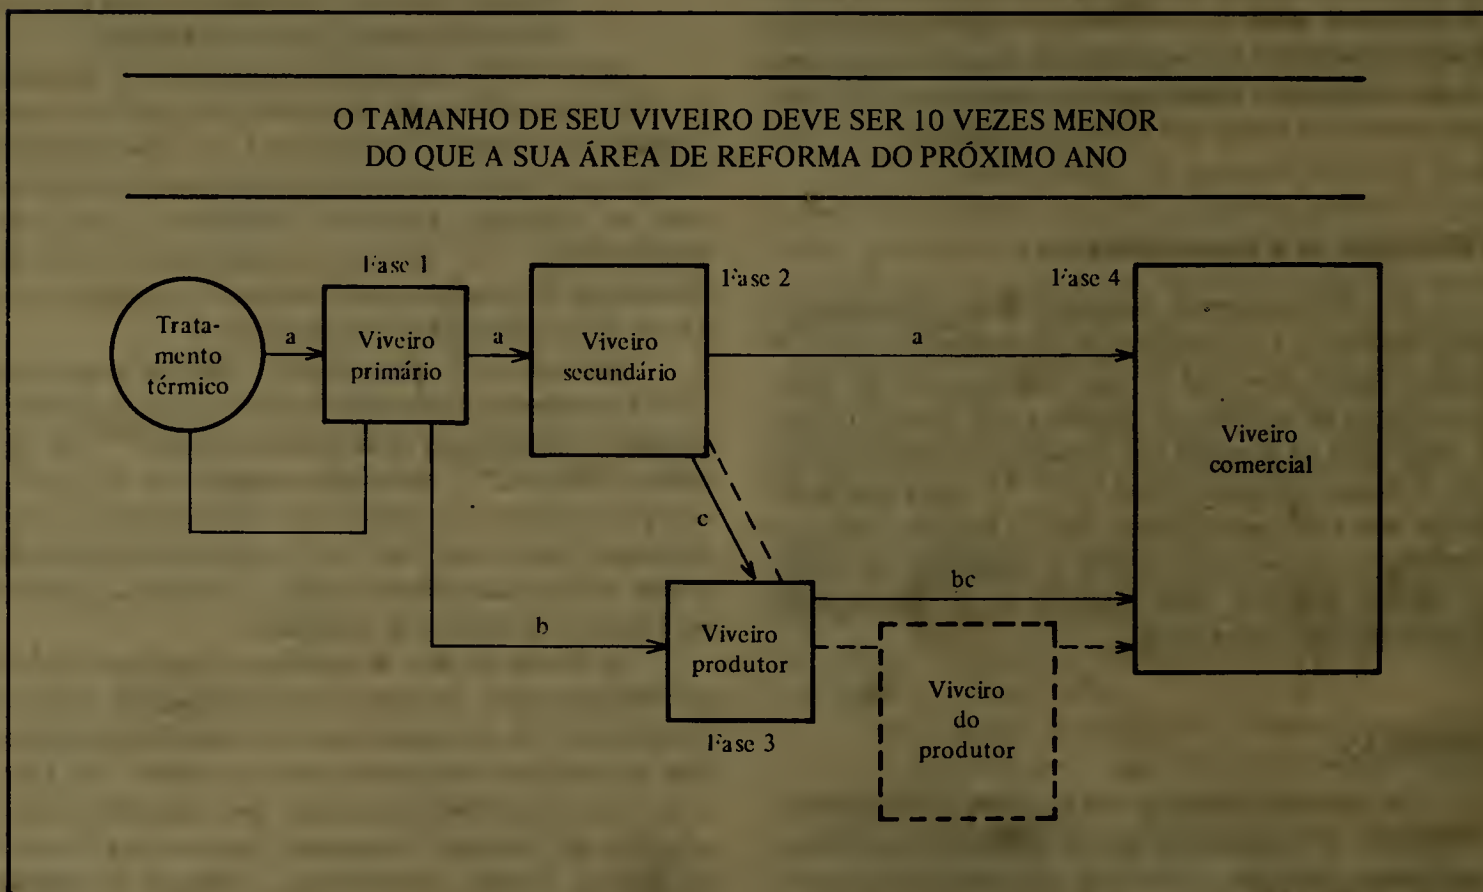 O TAMANHO DE SEU VIVEIRO DEVE SER 10 VEZES MENOR
DO QUE A SUA ÁREA DE REFORMA DO PRÓXIMO ANO
Fase 1
Fase 2
Fase 4
Trata-
mento
térmico
a
Viveiro
primário
a
Viveiro
secundário
a
Viveiro
comercial
c
b
Viveiro
produtor
bc
Fase 3
Viveiro
do
produtor